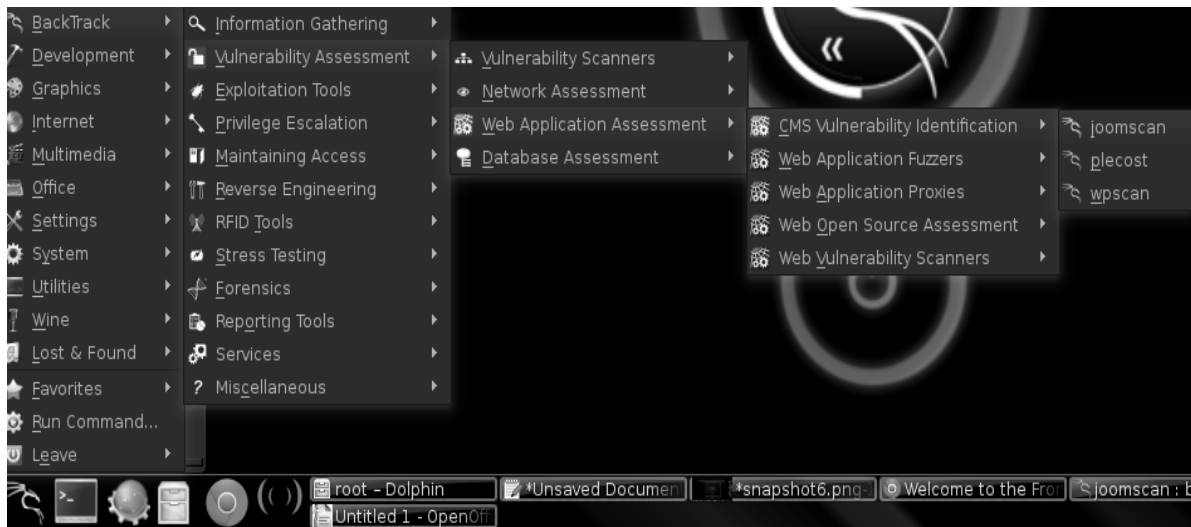 BackTrack
Development
Graphics
Internet
Multimedia
Office
Settings
System
Utilities
Wine
Lost & Found
Favorites
Run Command...
Leave
Information Gathering
Vulnerability Assessment
Exploitation Tools
Privilege Escalation
Maintaining Access
Reverse Engineering
RFID Tools
Stress Testing
Forensics
Reporting Tools
Services
? Miscellaneous
Vulnerability Scanners
Network Assessment
Web Application Assessment
Database Assessment
CMS Vulnerability Identification
Web Application Fuzzers
Web Application Proxies
Web Open Source Assessment
Web Vulnerability Scanners
joomscan
plecost
wpscan
<<
>_
root – Dolphin
*Unsaved Documen
*snapshot6.png-
Welcome to the Fro
joomscan : b
Untitled 1 - OpenOff